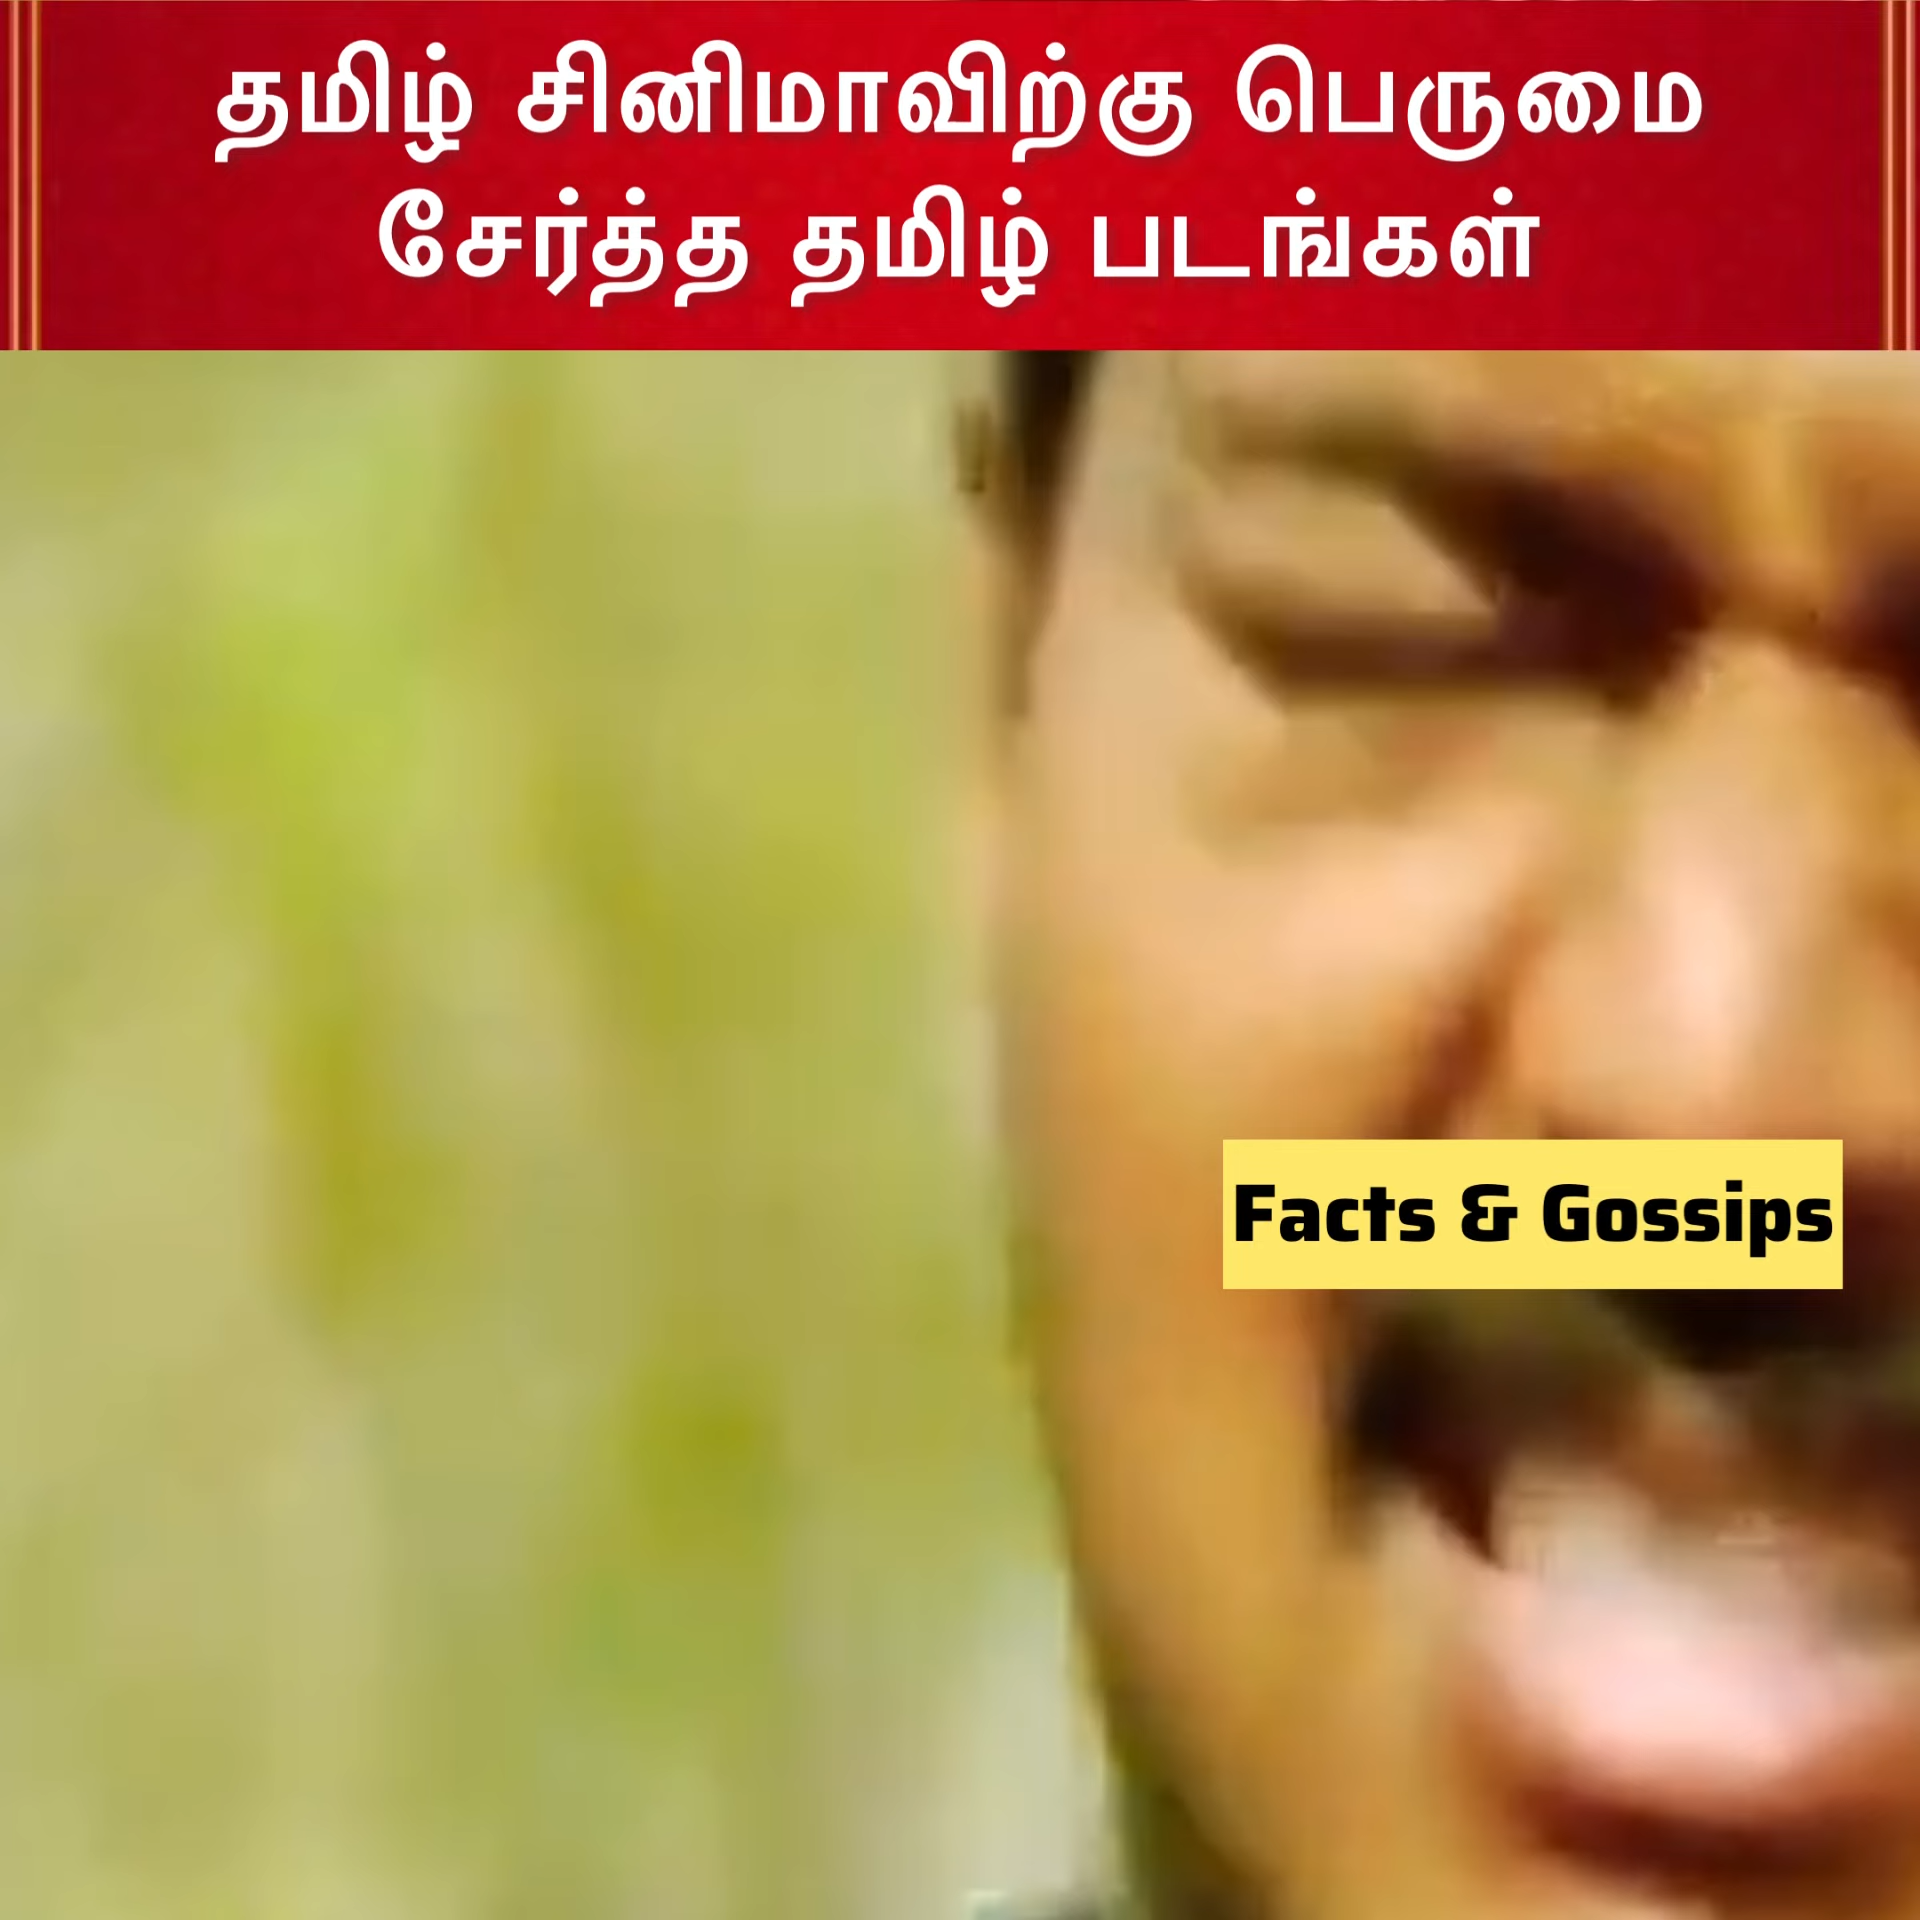 தமிழ் சினிமாவிற்கு பெருமை
சேர்த்த தமிழ் படங்கள்
Facts & Gossips